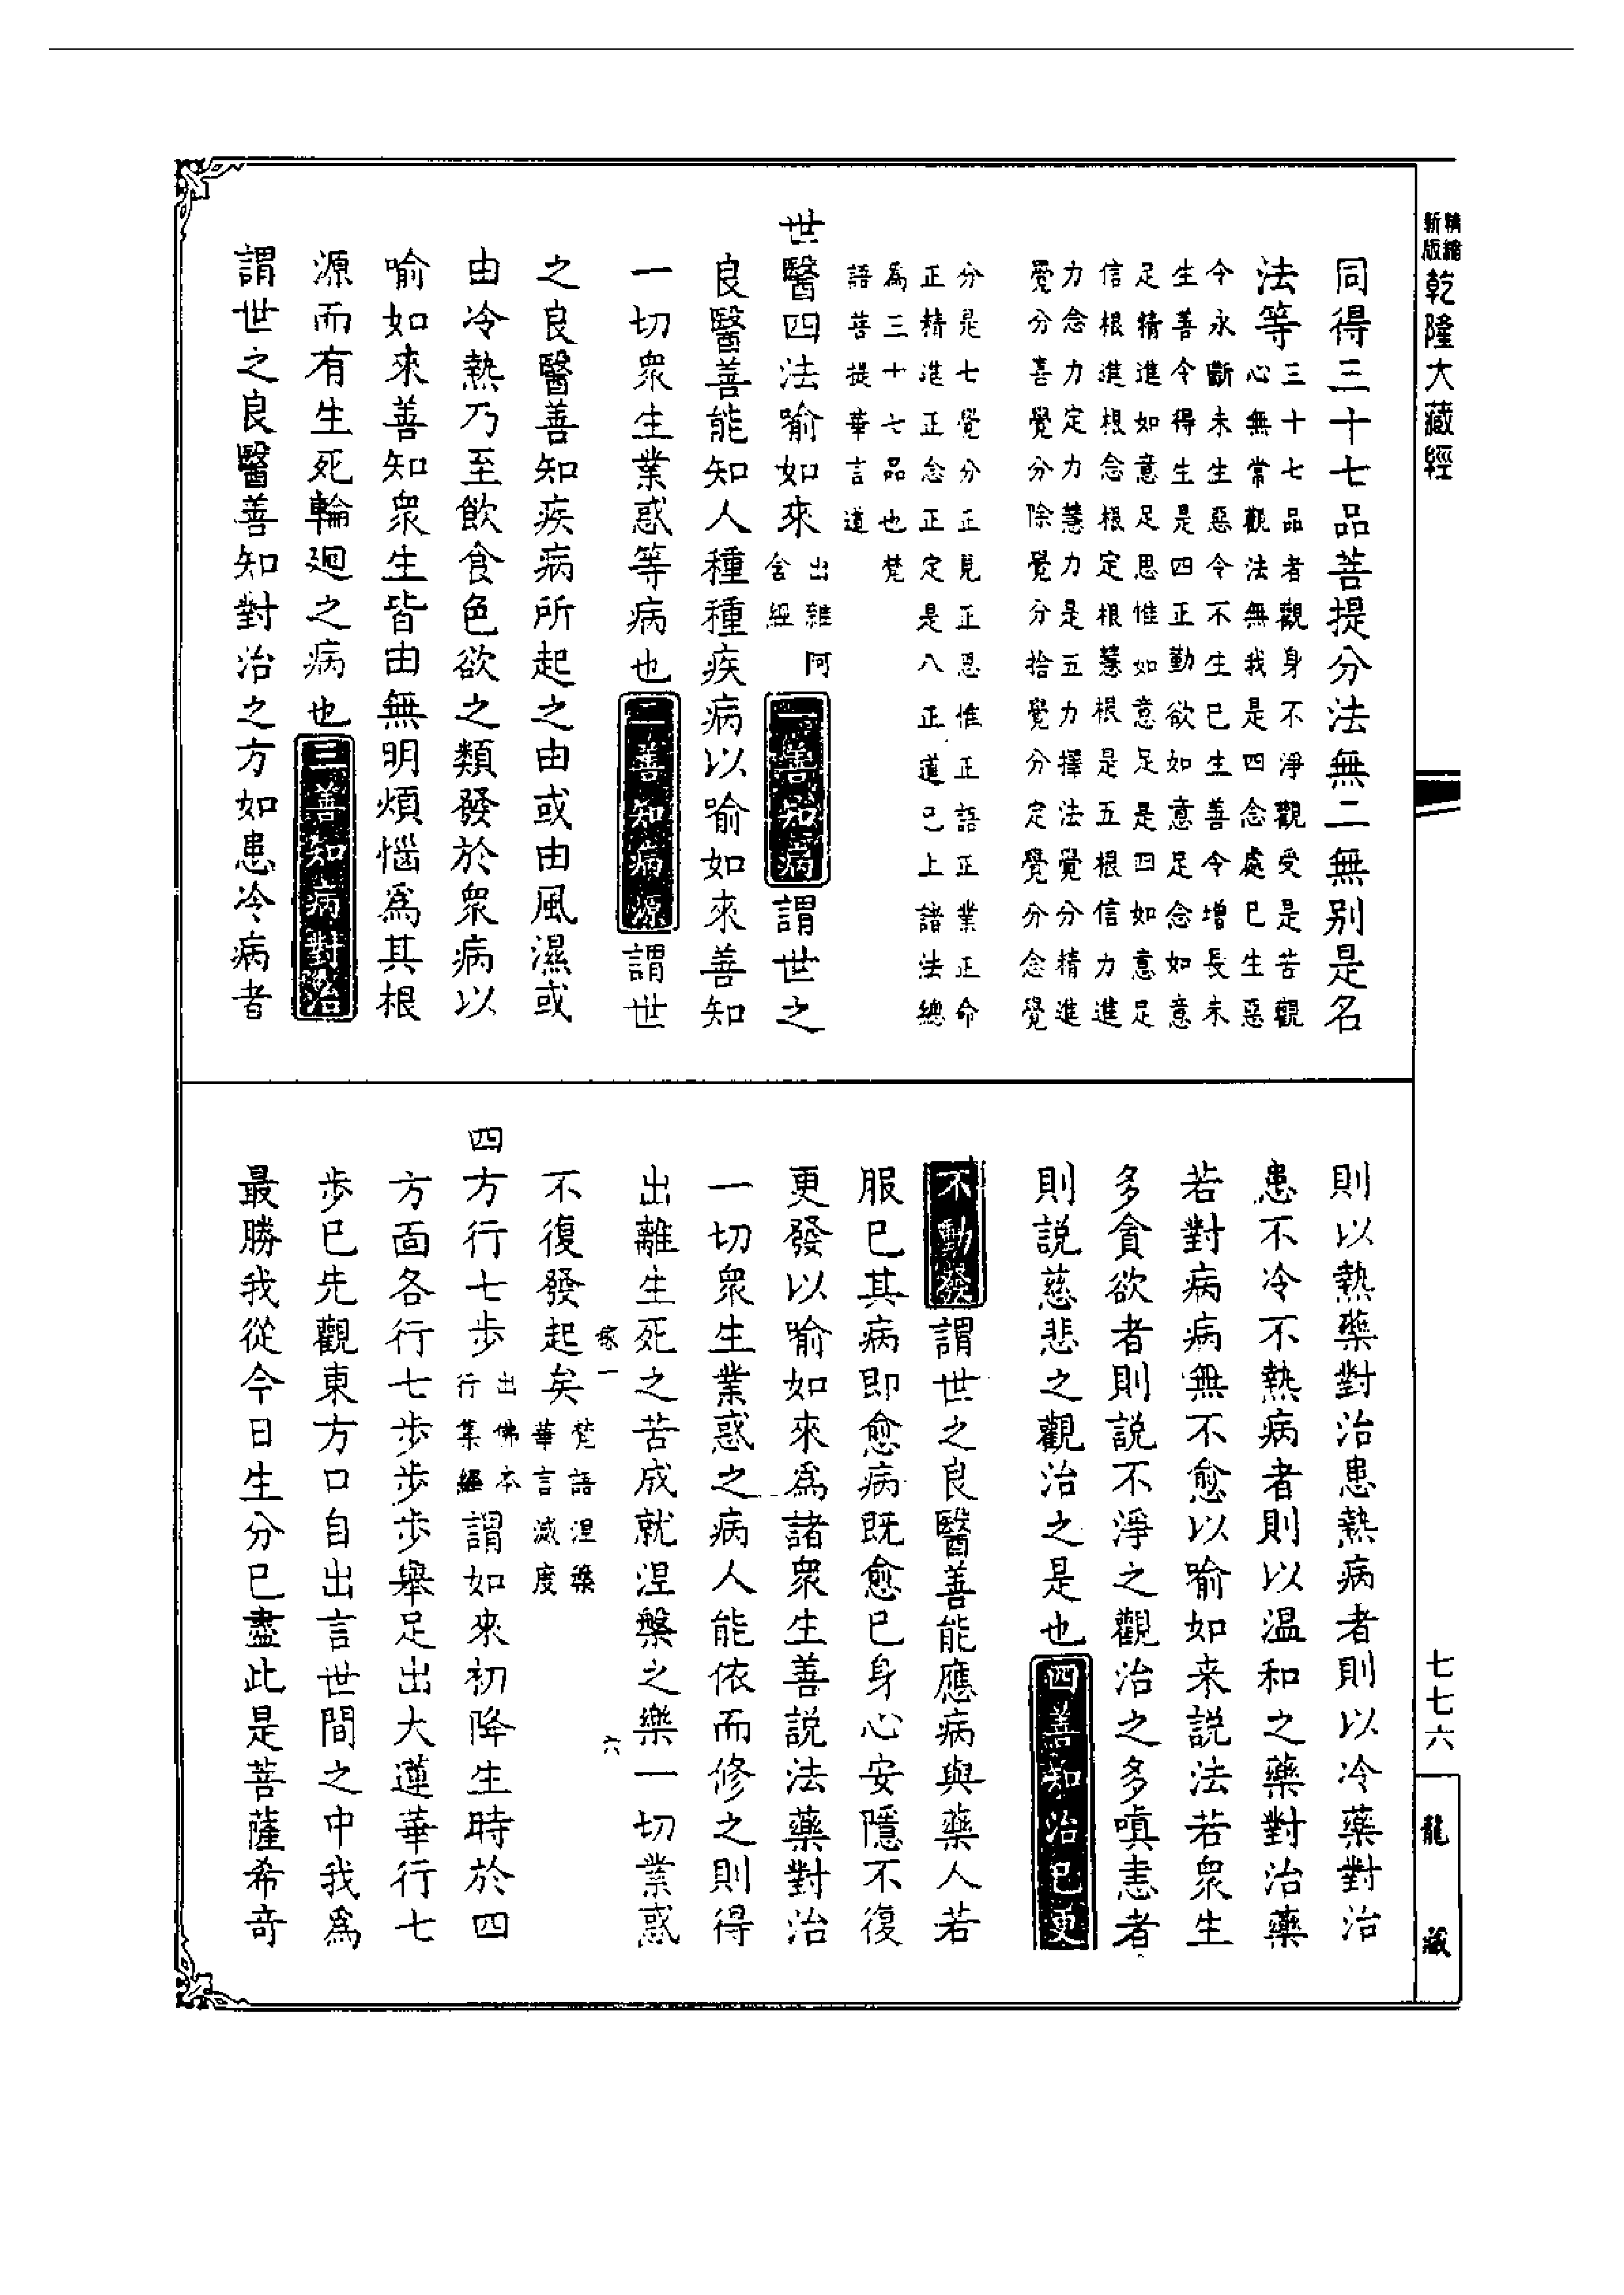 精縮
新版
乾隆大藏經
同得三十七品菩提分法無二無別是名
法等
三十七品者觀身不淨觀受是苦觀
心無常觀法無我是四念處已生惡
令永斷未生惡令不生已生善令增長未
生善令得生是四正勤欲如意足念如意
足精進如意足思惟如意足是四如意足
信根進根念根定根慧根是五根信力進
力念力定力慧力是五力擇法覺分精進
覺分喜覺分除覺分捨覺分定覺分念覺
分是七覺分正見正思惟正語正業正命
正精進正念正定是八正道已上諸法總
爲三十七品也梵
語菩提華言道
世醫四法喻如來
出雜阿
含經
一善知病謂世之
良醫善能知人種種疾病以喻如來善知
一切衆生業惑等病也二善知病源謂世
之良醫善知疾病所起之由或由風濕或
由冷熱乃至飲食色欲之類發於衆病以
喻如來善知衆生皆由無明煩惱爲其根
源而有生死輪迴之病也三善知病對治
謂世之良醫善知對治之方如患冷病者
則以熱藥對治患熱病者則以冷藥對治
患不冷不熱病者則以温和之藥對治藥
若對病病無不愈以喻如来説法若衆生
多貪欲者則説不淨之觀治之多嗔恚者
則説慈悲之觀治之是也四善知治已更
不動發謂世之良醫善能應病與藥人若
服已其病即愈病既愈已身心安隱不復
更發以喻如來爲諸衆生善説法藥對治
一切衆生業惑之病人能依而修之則得
出離生死之苦成就涅槃之樂一切業惑
六
不復發起矣
梵語涅槃
華言滅度
四方行七步
出佛本
行集經
謂如來初降生時於四
方面各行七步步步舉足出大蓮華行七
步已先觀東方口自出言世間之中我爲
最勝我從今日生分已盡此是菩薩希奇
七七六
龍藏